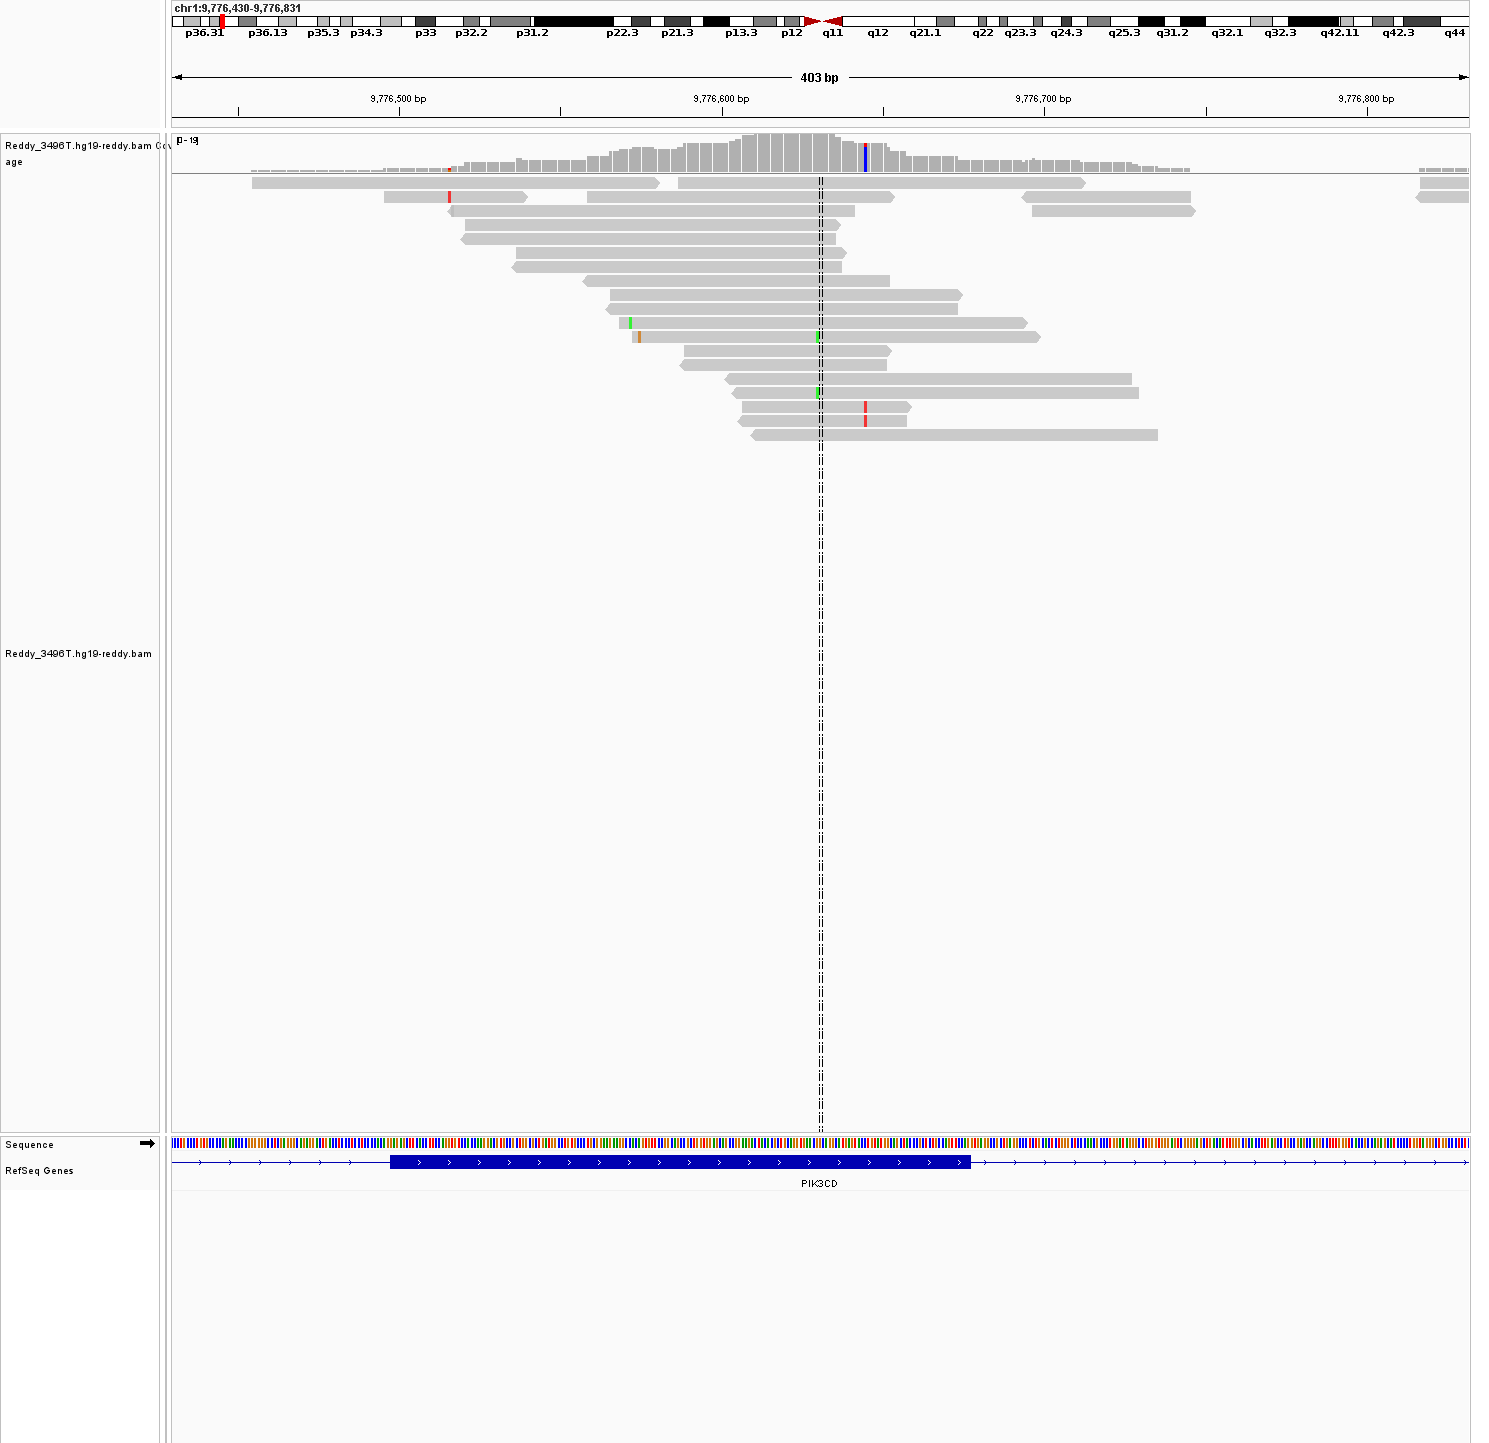 chr1:9,776,430-9,776,831
p36.31 p36.13 p35.3 p34.3 p33 p32.2 p31.2 p22.3 p21.3 p13.3 p12 q11 q12 q21.1 q22 q23.3 q24.3 q25.3 q31.2 q32.1 q32.3 q42.11 q42.3 q44
403 bp
9,776,500 bp 9,776,600 bp 9,776,700 bp 9,776,800 bp
Reddy_3496T.hg19-reddy.bam Cov
age
[0 - 19]
Reddy_3496T.hg19-reddy.bam
Sequence
RefSeq Genes
PIK3CD